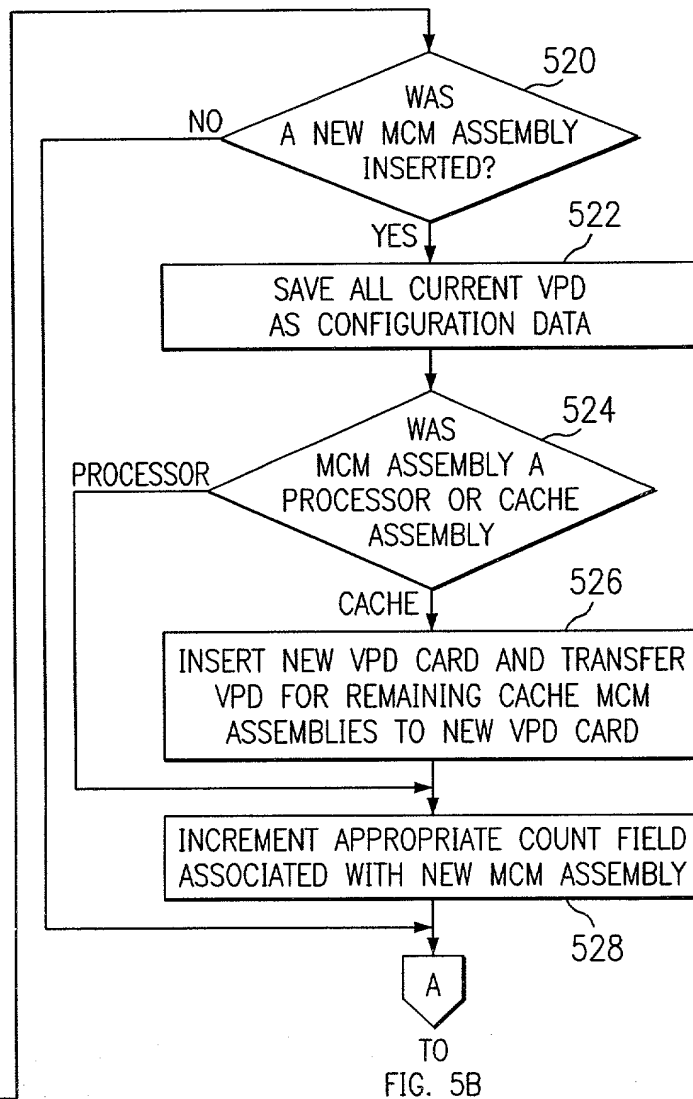 520
WAS
A NEW MCM ASSEMBLY
INSERTED?
NO
YES
522
SAVE ALL CURRENT VPD
AS CONFIGURATION DATA
524
WAS
MCM ASSEMBLY A
PROCESSOR OR CACHE
ASSEMBLY
PROCESSOR
CACHE
526
INSERT NEW VPD CARD AND TRANSFER
VPD FOR REMAINING CACHE MCM
ASSEMBLIES TO NEW VPD CARD
INCREMENT APPROPRIATE COUNT FIELD
ASSOCIATED WITH NEW MCM ASSEMBLY
528
A
TO
FIG. 5B